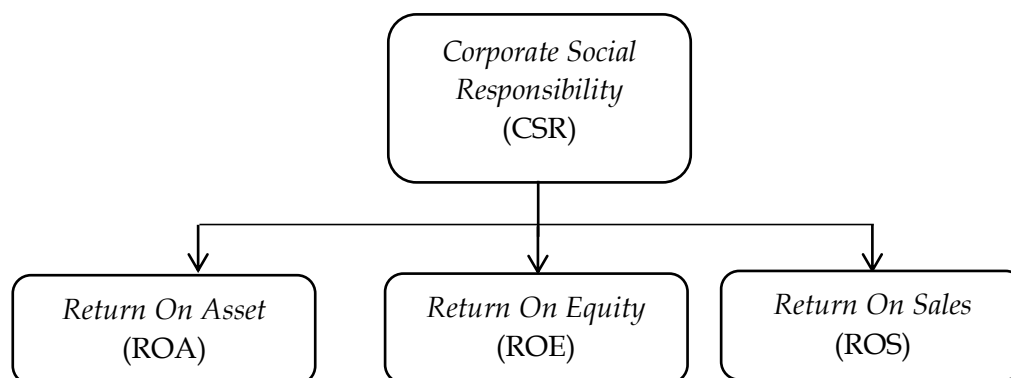 Corporate Social
Responsibility
(CSR)
Return On Asset
(ROA)
Return On Equity
(ROE)
Return On Sales
(ROS)